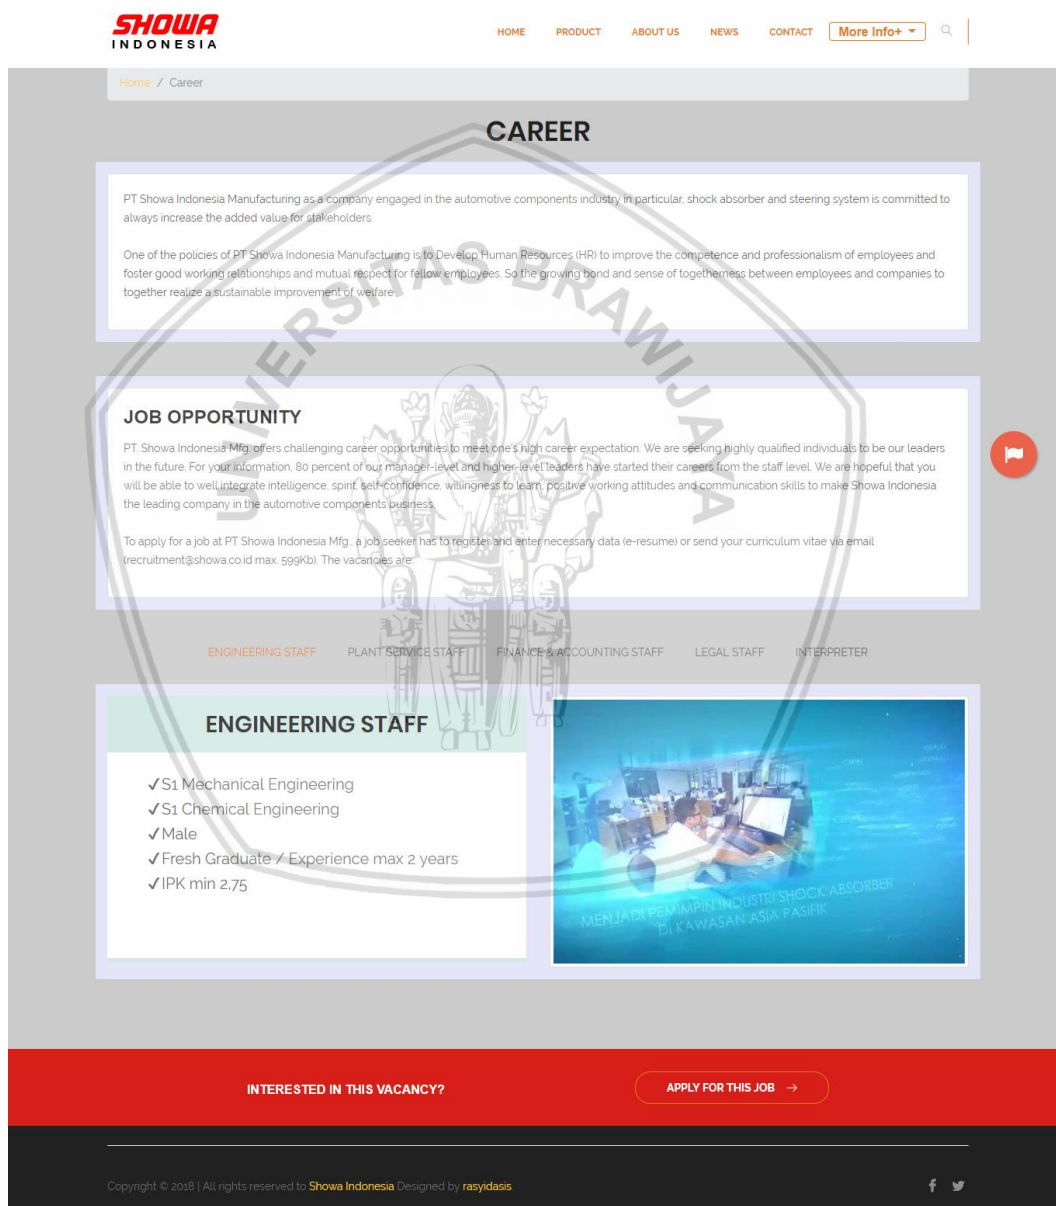 SHOWA
INDONESIA
HOME PRODUCT ABOUT US NEWS CONTACT More Info+
Home / Career
CAREER
PT Showa Indonesia Manufacturing as a company engaged in the automotive components industry in particular, shock absorber and steering system is committed to
always increase the added value for stakeholders.
One of the policies of PT Showa Indonesia Manufacturing is to Develop Human Resources (HR) to improve the competence and professionalism of employees and
foster good working relationships and mutual respect for fellow employees. So the growing bond and sense of togetherness between employees and companies to
together realize a sustainable improvement of welfare.
UNIVERSITAS BRAWIJAYA
JOB OPPORTUNITY
PT. Showa Indonesia Mfg. offers challenging career opportunities to meet one's high career expectation. We are seeking highly qualified individuals to be our leaders
in the future. For your information, 80 percent of our manager-level and higher-level leaders have started their careers from the staff level. We are hopeful that you
will be able to well integrate intelligence, spirit, self-confidence, willingness to learn, positive working attitudes and communication skills to make Showa Indonesia
the leading company in the automotive components business.
To apply for a job at PT Showa Indonesia Mfg., a job seeker has to register and enter necessary data (e-resume) or send your curriculum vitae via email
(recruitment@showa.co.id max. 599Kb). The vacancies are:
ENGINEERING STAFF PLANT SERVICE STAFF FINANCE & ACCOUNTING STAFF LEGAL STAFF INTERPRETER
ENGINEERING STAFF
✓S1 Mechanical Engineering
✓S1 Chemical Engineering
✓Male
✓Fresh Graduate / Experience max 2 years
✓IPK min 2,75
MENJADI PEMIMPIN INDUSTRI SHOCK ABSORBER
DI KAWASAN ASIA PASIFIK
INTERESTED IN THIS VACANCY?
APPLY FOR THIS JOB →
Copyright © 2018 | All rights reserved to Showa Indonesia Designed by rasyidasis.